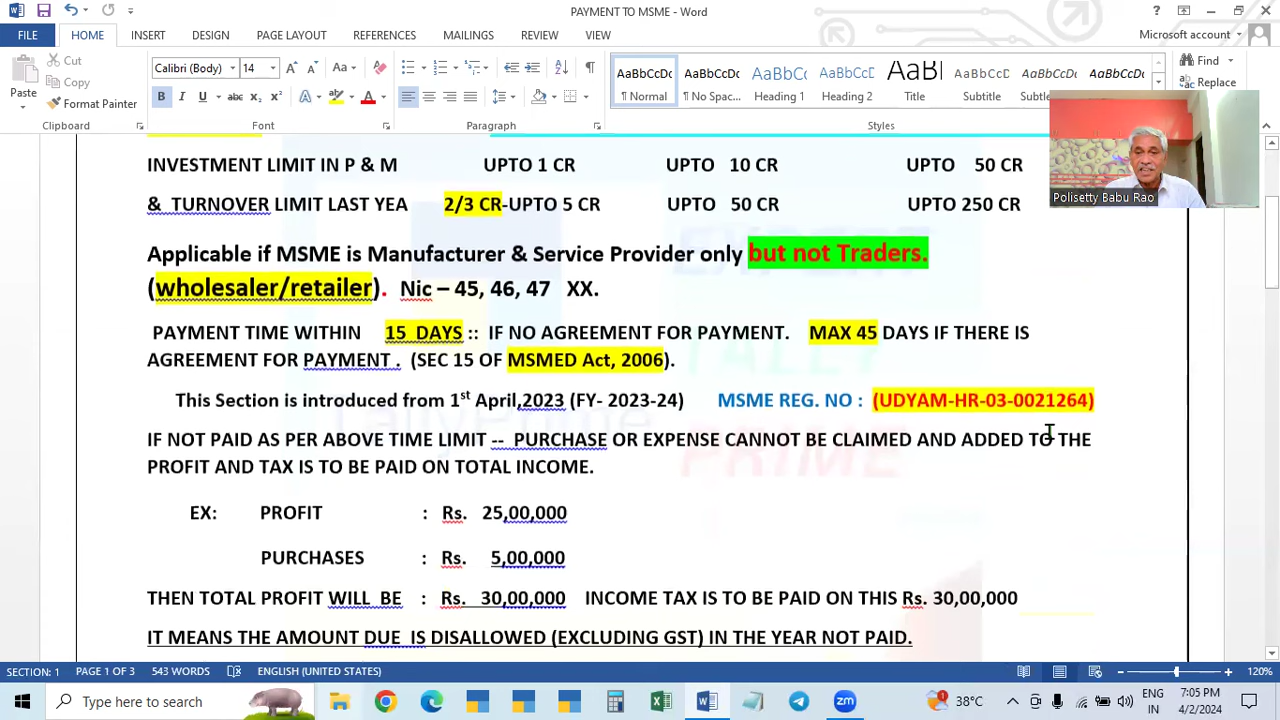 PAYMENT TO MSME - Word
FILE HOME INSERT DESIGN PAGE LAYOUT REFERENCES MAILINGS REVIEW VIEW Microsoft account
Cut
Copy
Format Painter
Paste
Calibri (Body) 14
AaBbCcDc AaBbCcDc AaBbCc AaBbCc AaBl AaBbCcD AaBbCcDc AaBbCcDc
¶ Normal ¶ No Spac... Heading 1 Heading 2 Title Subtitle Subtle Em... Emphasis
Find
Replace
Clipboard Font Paragraph Styles
INVESTMENT LIMIT IN P & M UPTO 1 CR UPTO 10 CR UPTO 50 CR
& TURNOVER LIMIT LAST YEA 2/3 CR-UPTO 5 CR UPTO 50 CR UPTO 250 CR
Polisetty Babu Rao
Applicable if MSME is Manufacturer & Service Provider only but not Traders.
(wholesaler/retailer). Nic – 45, 46, 47 XX.
PAYMENT TIME WITHIN 15 DAYS :: IF NO AGREEMENT FOR PAYMENT. MAX 45 DAYS IF THERE IS
AGREEMENT FOR PAYMENT . (SEC 15 OF MSMED Act, 2006).
This Section is introduced from 1st April,2023 (FY- 2023-24) MSME REG. NO : (UDYAM-HR-03-0021264)
IF NOT PAID AS PER ABOVE TIME LIMIT -- PURCHASE OR EXPENSE CANNOT BE CLAIMED AND ADDED TO THE
PROFIT AND TAX IS TO BE PAID ON TOTAL INCOME.
EX: PROFIT : Rs. 25,00,000
PURCHASES : Rs. 5,00,000
THEN TOTAL PROFIT WILL BE : Rs. 30,00,000 INCOME TAX IS TO BE PAID ON THIS Rs. 30,00,000
IT MEANS THE AMOUNT DUE IS DISALLOWED (EXCLUDING GST) IN THE YEAR NOT PAID.
SECTION: 1 PAGE 1 OF 3 543 WORDS ENGLISH (UNITED STATES) 120%
Type here to search 38°C ENG IN 7:05 PM 4/2/2024